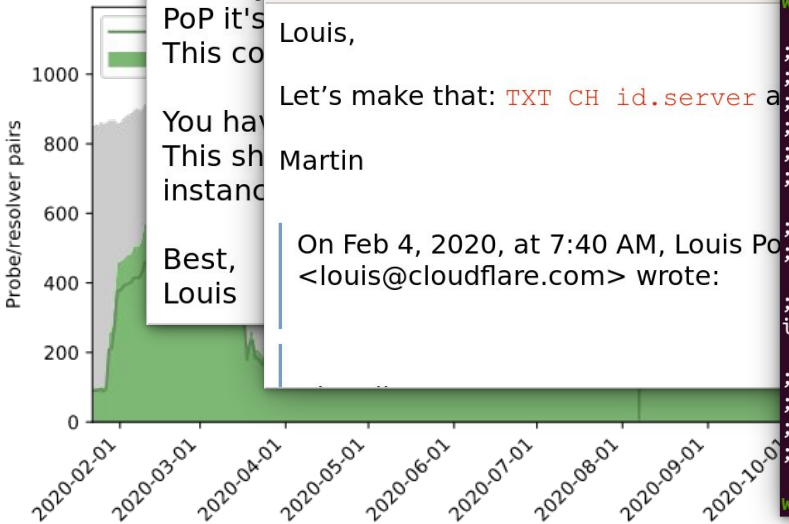 PoP it's
This co
You hav
This sh
instanc
Best,
Louis
Louis,
Let’s make that: TXT CH id.server a
Martin
On Feb 4, 2020, at 7:40 AM, Louis Po
<louis@cloudflare.com> wrote:
Probe/resolver pairs
1000
800
600
400
200
0
2020-02-01
2020-03-01
2020-04-01
2020-05-01
2020-06-01
2020-07-01
2020-08-01
2020-09-01
2020-10-01